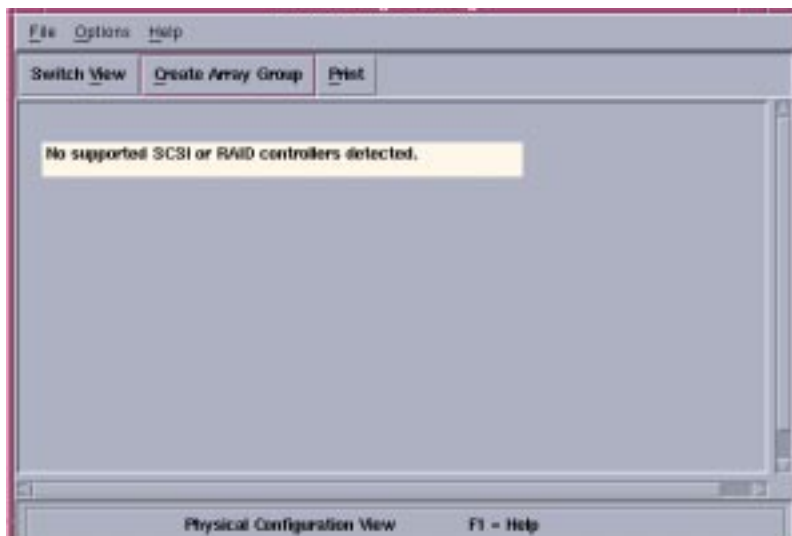 File Options Help
Switch View Create Array Group Print
No supported SCSI or RAID controllers detected.
Physical Configuration View F1 - Help